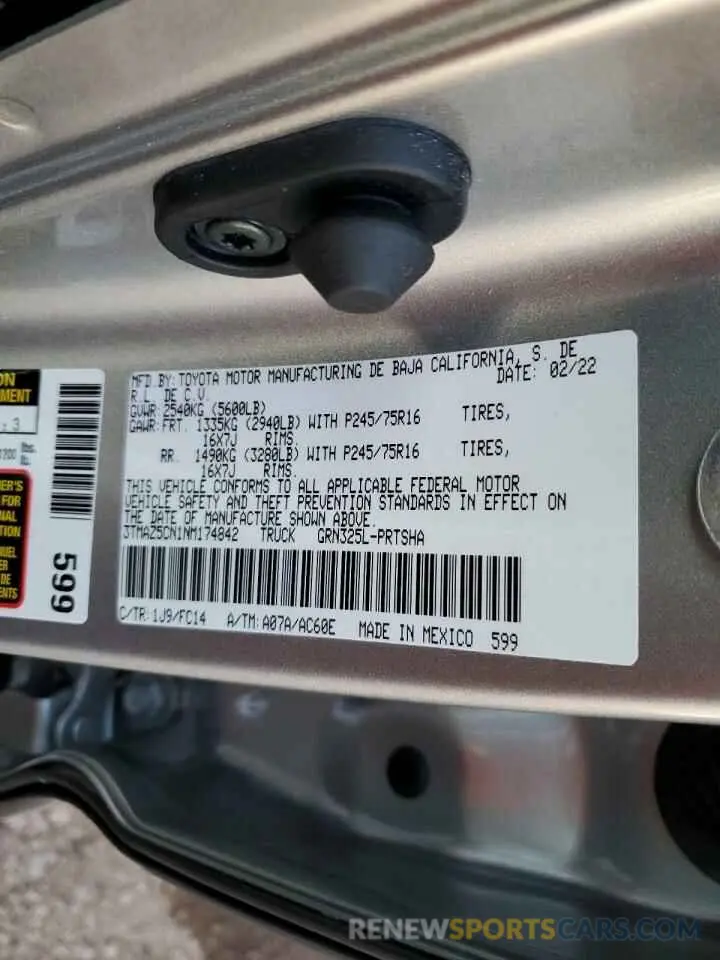 MFD. BY: TOYOTA MOTOR MANUFACTURING DE BAJA CALIFORNIA, S. DE
R.L. DE C.V. DATE: 02/22
GVWR: 2540KG (5600LB)
GAWR: FRT. 1335KG (2940LB) WITH P245/75R16 TIRES,
16X7J RIMS.
RR. 1490KG (3280LB) WITH P245/75R16 TIRES,
16X7J RIMS.
THIS VEHICLE CONFORMS TO ALL APPLICABLE FEDERAL MOTOR
VEHICLE SAFETY AND THEFT PREVENTION STANDARDS IN EFFECT ON
THE DATE OF MANUFACTURE SHOWN ABOVE.
3TMAZ5CN1NM174842 TRUCK GRN325L-PRTSHA
C/TR: 1J9/FC14 A/TM: A07A/AC60E MADE IN MEXICO 599
599
RENEWSPORTSCARS.COM